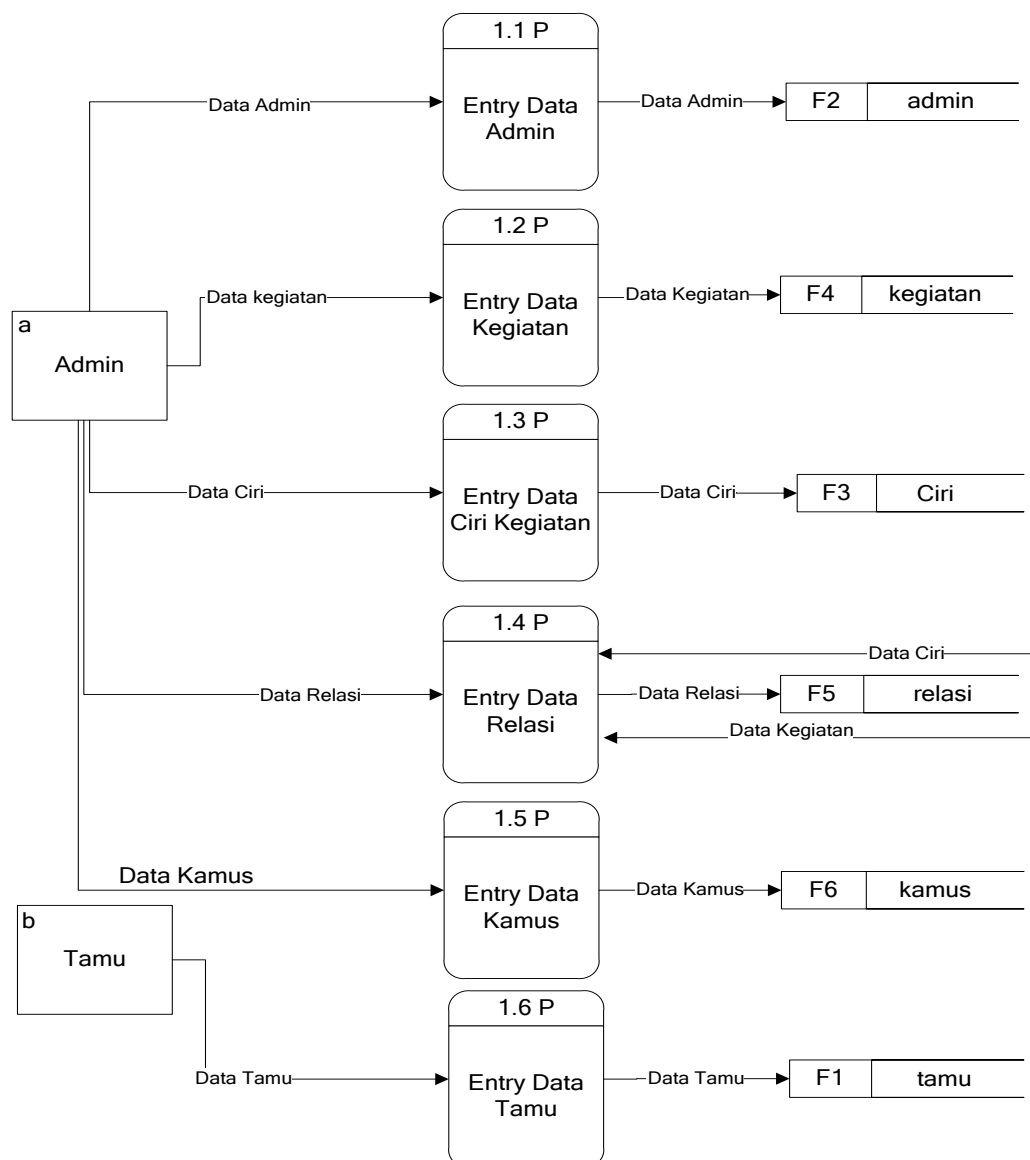 1.1 P
Data Admin
Entry Data
Admin
Data Admin
F2
admin
1.2 P
Data kegiatan
Entry Data
Kegiatan
Data Kegiatan
F4
kegiatan
a
Admin
1.3 P
Data Ciri
Entry Data
Ciri Kegiatan
Data Ciri
F3
Ciri
1.4 P
Data Ciri
Data Relasi
Entry Data
Relasi
Data Relasi
F5
relasi
Data Kegiatan
1.5 P
Data Kamus
Entry Data
Kamus
Data Kamus
F6
kamus
b
Tamu
1.6 P
Data Tamu
Entry Data
Tamu
Data Tamu
F1
tamu